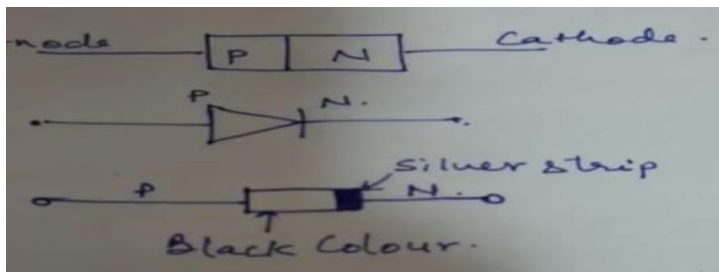 -node P N Cathode.
P N.
Silver strip
P N.
Black Colour.